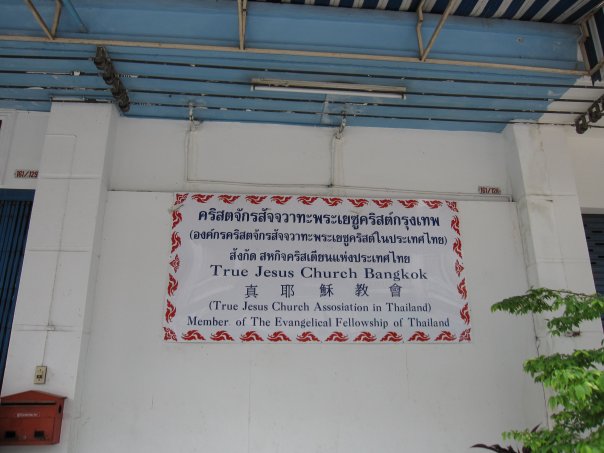 161/129
161/128
คริสตจักรสัจจวาทะพระเยซูคริสต์กรุงเทพ
(องค์กรคริสตจักรสัจจวาทะพระเยซูคริสต์ในประเทศไทย)
สังกัด สหกิจคริสเตียนแห่งประเทศไทย
True Jesus Church Bangkok
真耶穌教會
(True Jesus Church Assosiation in Thailand)
Member of The Evangelical Fellowship of Thailand